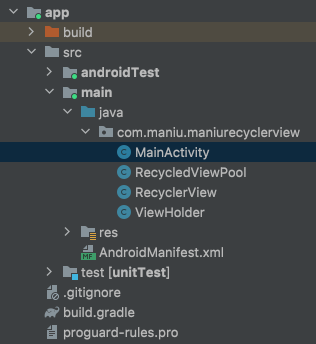 app
build
src
androidTest
main
java
com.maniu.maniurecyclerview
C MainActivity
C RecycledViewPool
C RecyclerView
C ViewHolder
res
MF AndroidManifest.xml
test [unitTest]
.gitignore
build.gradle
proguard-rules.pro